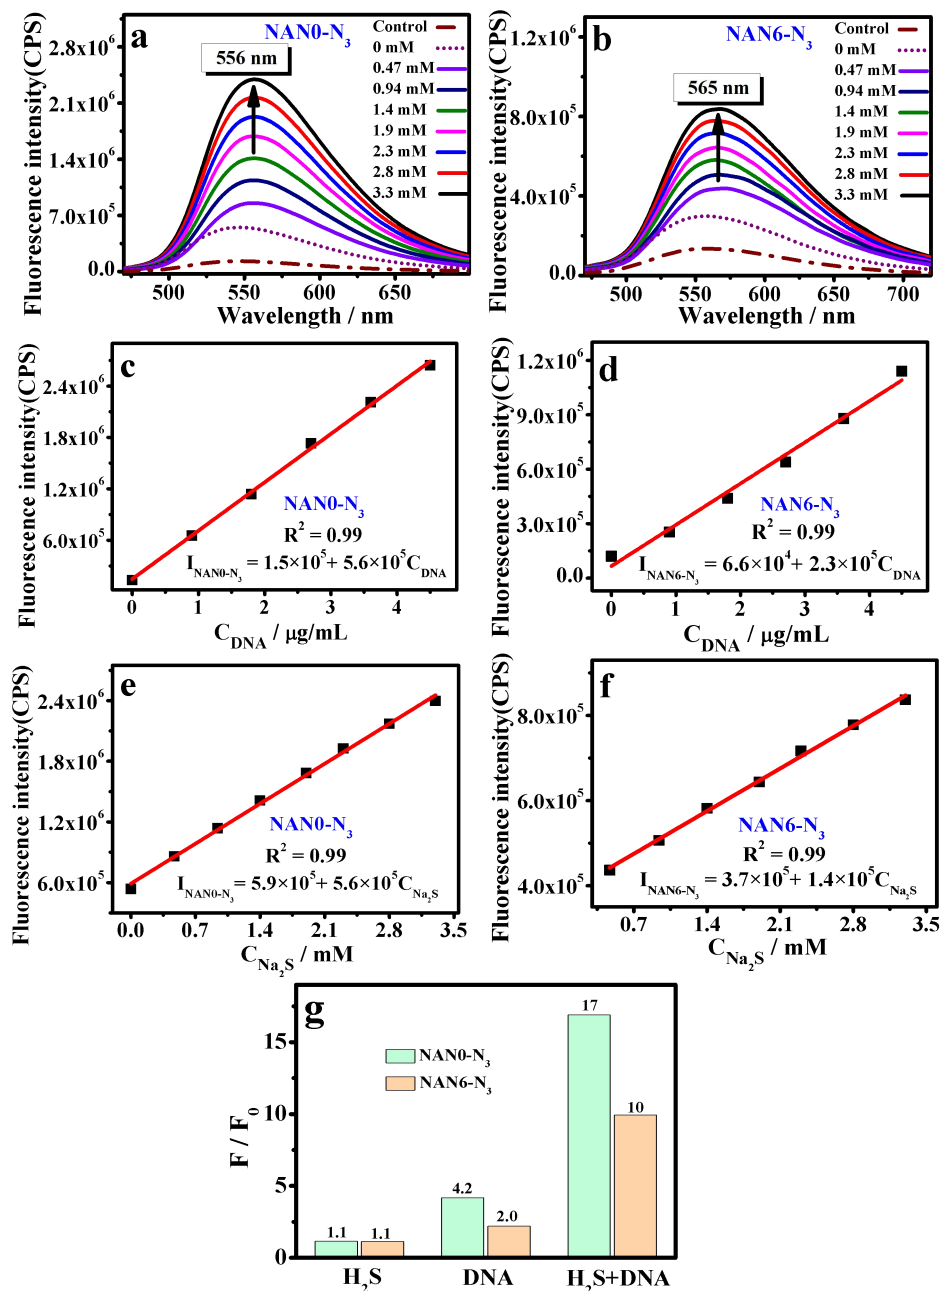 a
NAN0-N3
556 nm
Control
0 mM
0.47 mM
0.94 mM
1.4 mM
1.9 mM
2.3 mM
2.8 mM
3.3 mM
2.8x10^6
2.1x10^6
1.4x10^6
7.0x10^5
0.0
500 550 600 650
Wavelength / nm
Fluorescence intensity(CPS)
b
NAN6-N3
565 nm
Control
0 mM
0.47 mM
0.94 mM
1.4 mM
1.9 mM
2.3 mM
2.8 mM
3.3 mM
1.2x10^6
8.0x10^5
4.0x10^5
0.0
500 550 600 650 700
Wavelength / nm
Fluorescence intensity(CPS)
c
2.4x10^6
1.8x10^6
1.2x10^6
6.0x10^5
NAN0-N3
R^2 = 0.99
I_NAN0-N3 = 1.5×10^5+ 5.6×10^5C_DNA
0 1 2 3 4
C_DNA / μg/mL
Fluorescence intensity(CPS)
d
1.2x10^6
9.0x10^5
6.0x10^5
3.0x10^5
0.0
NAN6-N3
R^2 = 0.99
I_NAN6-N3 = 6.6×10^4 + 2.3×10^5C_DNA
0 1 2 3 4
C_DNA / μg/mL
Fluorescence intensity(CPS)
e
2.4x10^6
1.8x10^6
1.2x10^6
6.0x10^5
NAN0-N3
R^2 = 0.99
I_NAN0-N3 = 5.9×10^5+ 5.6×10^5C_Na2S
0.0 0.7 1.4 2.1 2.8 3.5
C_Na2S / mM
Fluorescence intensity(CPS)
f
8.0x10^5
6.0x10^5
4.0x10^5
NAN6-N3
R^2 = 0.99
I_NAN6-N3 = 3.7×10^5+ 1.4×10^5C_Na2S
0.7 1.4 2.1 2.8 3.5
C_Na2S / mM
Fluorescence intensity(CPS)
g
NAN0-N3
NAN6-N3
15
10
5
0
F / F0
1.1 1.1
4.2 2.0
17 10
H2S DNA H2S+DNA